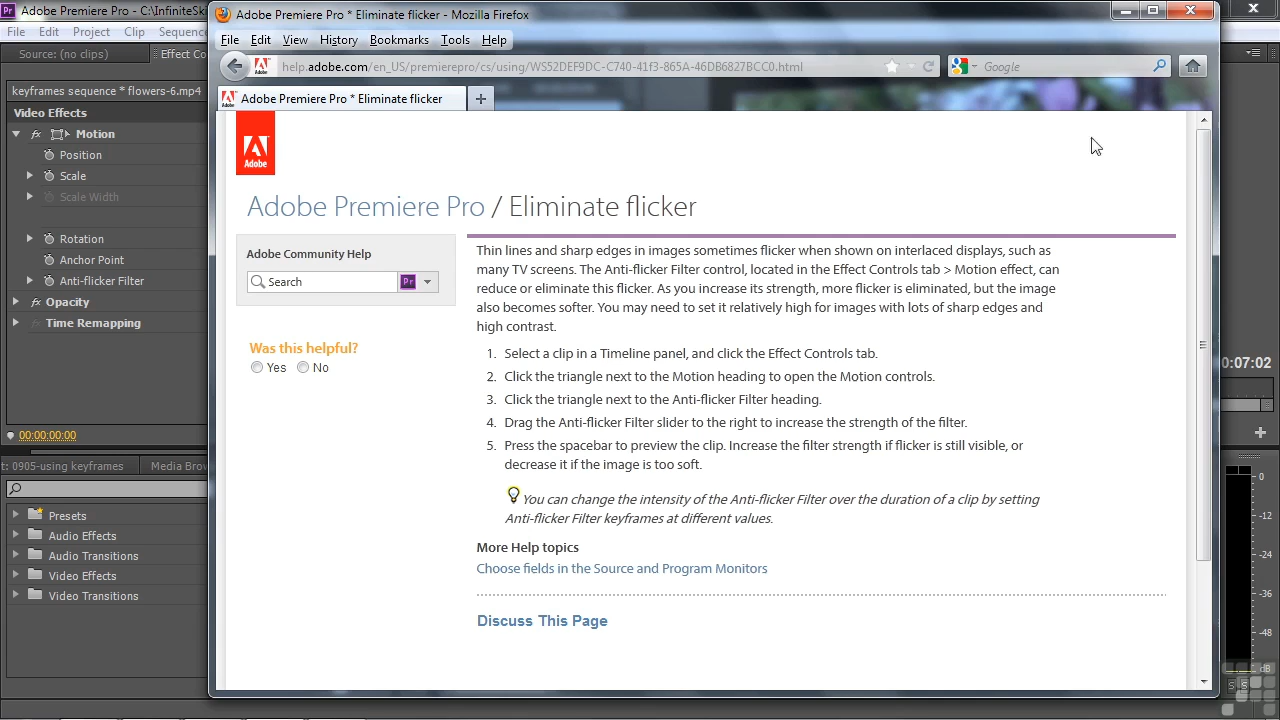 Adobe Premiere Pro - C:\InfiniteSk
File Edit Project Clip Sequence
Source: (no clips)
Effect Co
keyframes sequence * flowers-6.mp4
Video Effects
fx Motion
Position
Scale
Scale Width
Rotation
Anchor Point
Anti-flicker Filter
fx Opacity
Time Remapping
00:00:00:00
t: 0905-using keyframes
Media Brow
Presets
Audio Effects
Audio Transitions
Video Effects
Video Transitions
Adobe Premiere Pro * Eliminate flicker - Mozilla Firefox
File Edit View History Bookmarks Tools Help
help.adobe.com/en_US/premierepro/cs/using/WS52DEF9DC-C740-41f3-865A-46DB6827BCC0.html
Google
Adobe Premiere Pro * Eliminate flicker
Adobe
Adobe Premiere Pro / Eliminate flicker
Adobe Community Help
Search
Pr
Was this helpful?
Yes No
Thin lines and sharp edges in images sometimes flicker when shown on interlaced displays, such as
many TV screens. The Anti-flicker Filter control, located in the Effect Controls tab > Motion effect, can
reduce or eliminate this flicker. As you increase its strength, more flicker is eliminated, but the image
also becomes softer. You may need to set it relatively high for images with lots of sharp edges and
high contrast.
1. Select a clip in a Timeline panel, and click the Effect Controls tab.
2. Click the triangle next to the Motion heading to open the Motion controls.
3. Click the triangle next to the Anti-flicker Filter heading.
4. Drag the Anti-flicker Filter slider to the right to increase the strength of the filter.
5. Press the spacebar to preview the clip. Increase the filter strength if flicker is still visible, or
decrease it if the image is too soft.
You can change the intensity of the Anti-flicker Filter over the duration of a clip by setting
Anti-flicker Filter keyframes at different values.
More Help topics
Choose fields in the Source and Program Monitors
Discuss This Page
0:07:02
0
-12
-24
-36
-48
dB
S S